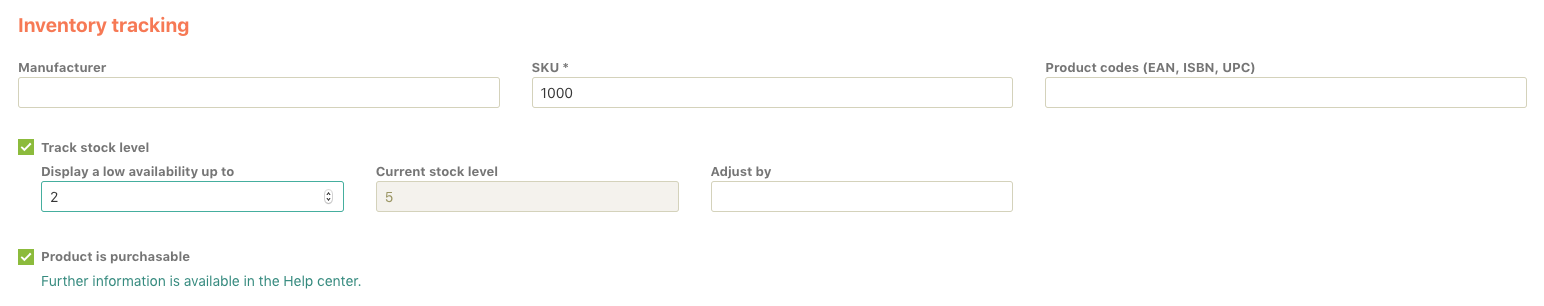 Inventory tracking
Manufacturer
SKU *
Product codes (EAN, ISBN, UPC)
1000
Track stock level
Display a low availability up to
Current stock level
Adjust by
2
5
Product is purchasable
Further information is available in the Help center.